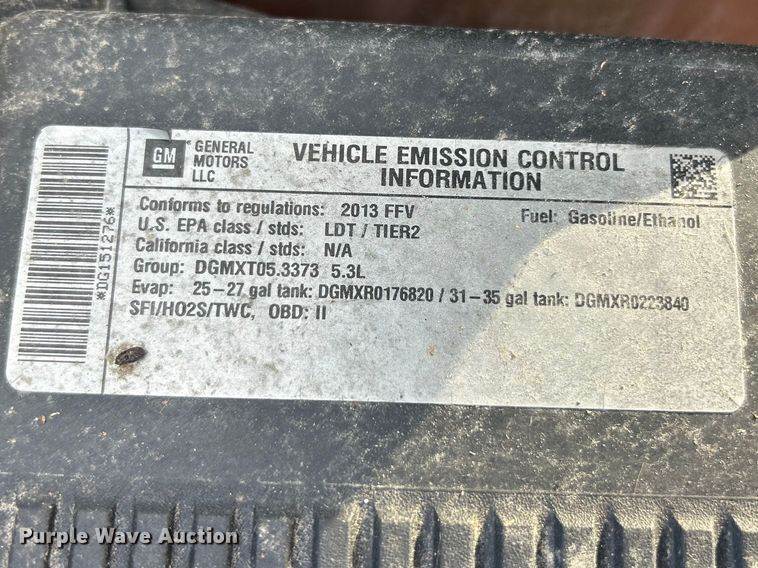 GM
GENERAL
MOTORS
LLC
VEHICLE EMISSION CONTROL
INFORMATION
Conforms to regulations: 2013 FFV
Fuel: Gasoline/Ethanol
U.S. EPA class / stds: LDT / TIER2
California class / stds: N/A
Group: DGMXT05.3373 5.3L
Evap: 25-27 gal tank: DGMXR0176820 / 31-35 gal tank: DGMXR0223840
SFI/HO2S/TWC, OBD: II
*DG151276*
Purple Wave Auction